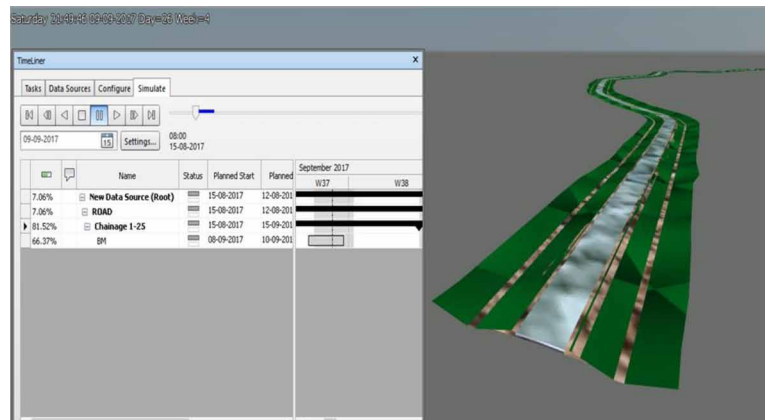 Saturday 21:49:46 09-09-2017 Day=26 Week=4
TimeLiner x
Tasks Data Sources Configure Simulate
09-09-2017 15 Settings... 08:00
15-08-2017
Name Status Planned Start Planned September 2017
W37 W38
7.06% New Data Source (Root) 15-08-2017 12-08-201
7.06% ROAD 15-08-2017 12-08-201
81.52% Chainage 1-25 15-08-2017 15-09-201
66.37% BM 08-09-2017 10-09-201